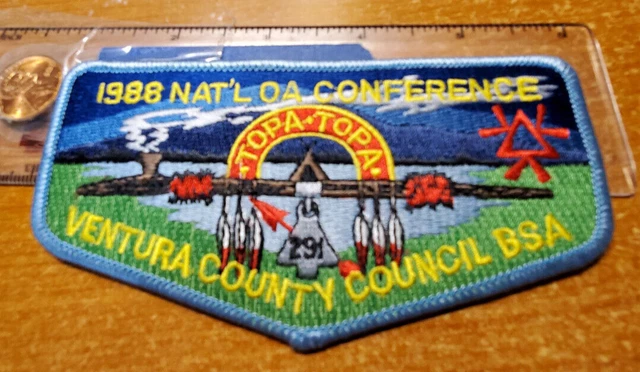 1988 NAT'L OA CONFERENCE
TOPA•TOPA
291
VENTURA COUNTY COUNCIL BSA